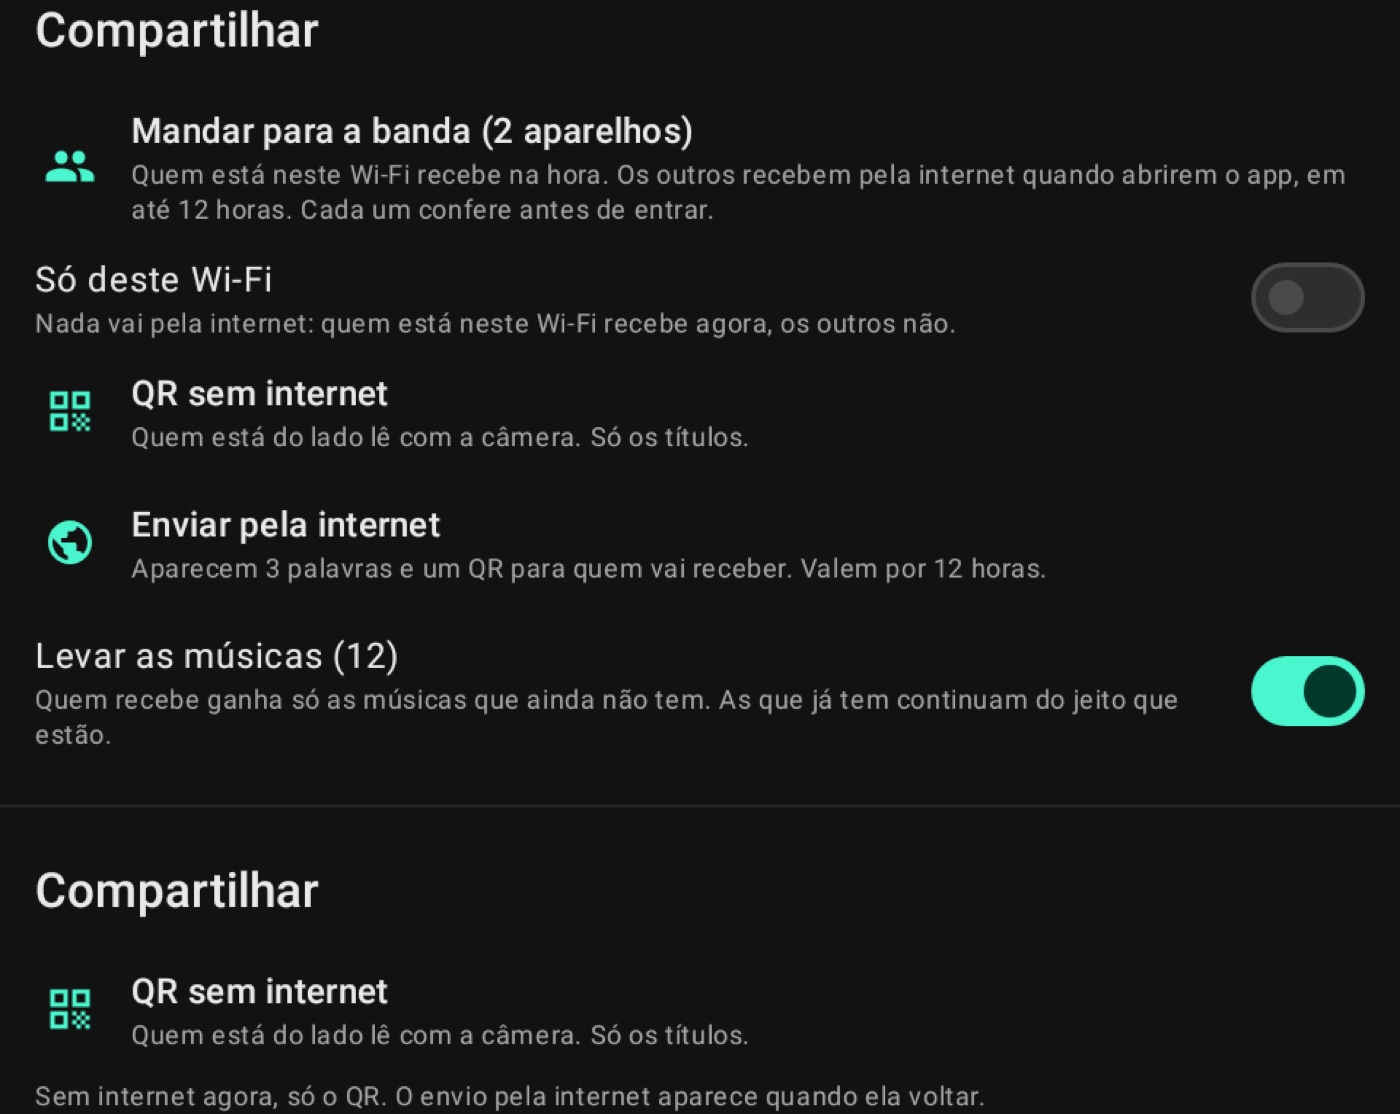 Compartilhar
Mandar para a banda (2 aparelhos)
Quem está neste Wi-Fi recebe na hora. Os outros recebem pela internet quando abrirem o app, em
até 12 horas. Cada um confere antes de entrar.
Só deste Wi-Fi
Nada vai pela internet: quem está neste Wi-Fi recebe agora, os outros não.
QR sem internet
Quem está do lado lê com a câmera. Só os títulos.
Enviar pela internet
Aparecem 3 palavras e um QR para quem vai receber. Valem por 12 horas.
Levar as músicas (12)
Quem recebe ganha só as músicas que ainda não tem. As que já tem continuam do jeito que
estão.
Compartilhar
QR sem internet
Quem está do lado lê com a câmera. Só os títulos.
Sem internet agora, só o QR. O envio pela internet aparece quando ela voltar.